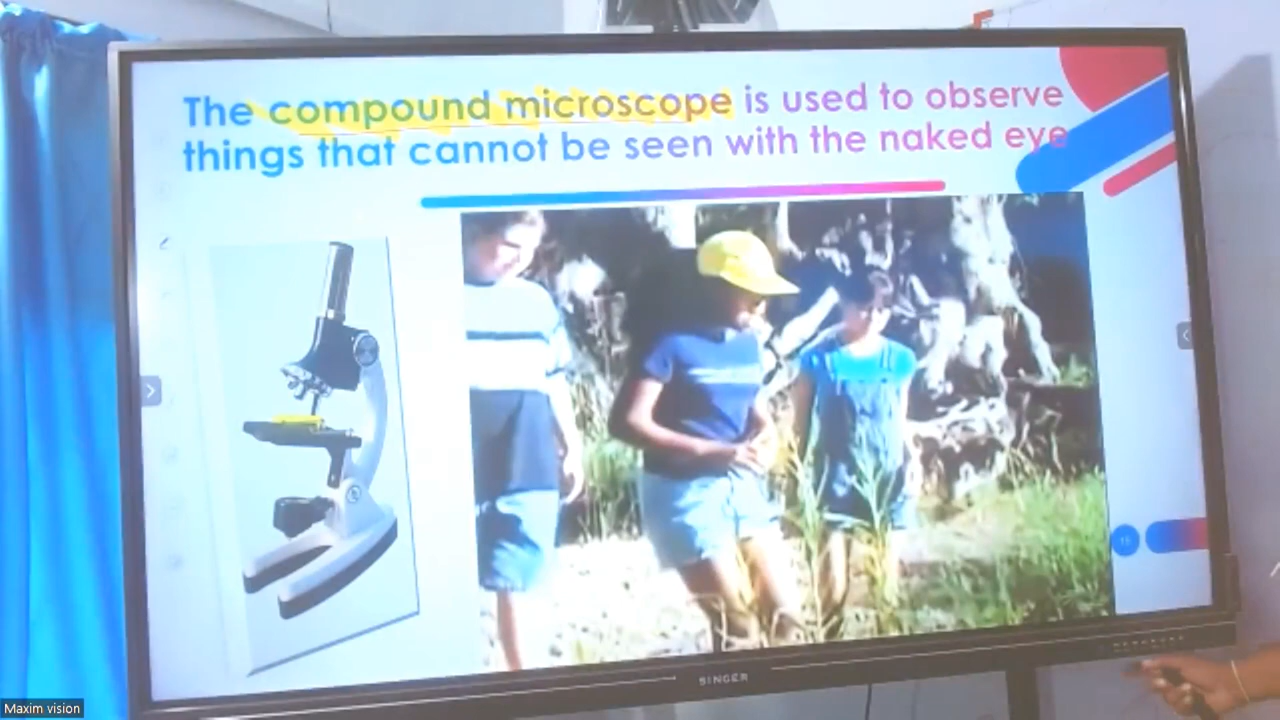 The compound microscope is used to observe
things that cannot be seen with the naked eye
15
SINGER
Maxim vision